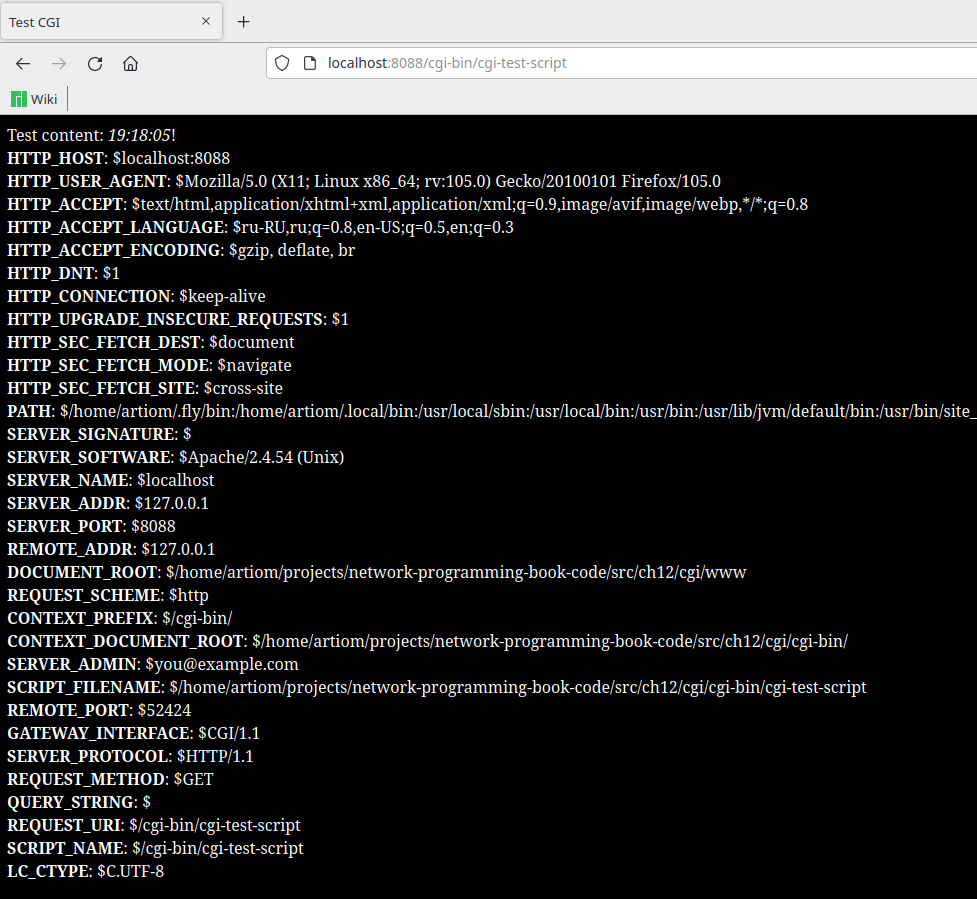 Test CGI
localhost:8088/cgi-bin/cgi-test-script
Wiki
Test content: 19:18:05!
HTTP_HOST: $localhost:8088
HTTP_USER_AGENT: $Mozilla/5.0 (X11; Linux x86_64; rv:105.0) Gecko/20100101 Firefox/105.0
HTTP_ACCEPT: $text/html,application/xhtml+xml,application/xml;q=0.9,image/avif,image/webp,*/*;q=0.8
HTTP_ACCEPT_LANGUAGE: $ru-RU,ru;q=0.8,en-US;q=0.5,en;q=0.3
HTTP_ACCEPT_ENCODING: $gzip, deflate, br
HTTP_DNT: $1
HTTP_CONNECTION: $keep-alive
HTTP_UPGRADE_INSECURE_REQUESTS: $1
HTTP_SEC_FETCH_DEST: $document
HTTP_SEC_FETCH_MODE: $navigate
HTTP_SEC_FETCH_SITE: $cross-site
PATH: $/home/artiom/.fly/bin:/home/artiom/.local/bin:/usr/local/sbin:/usr/local/bin:/usr/bin:/usr/lib/jvm/default/bin:/usr/bin/site_
SERVER_SIGNATURE: $
SERVER_SOFTWARE: $Apache/2.4.54 (Unix)
SERVER_NAME: $localhost
SERVER_ADDR: $127.0.0.1
SERVER_PORT: $8088
REMOTE_ADDR: $127.0.0.1
DOCUMENT_ROOT: $/home/artiom/projects/network-programming-book-code/src/ch12/cgi/www
REQUEST_SCHEME: $http
CONTEXT_PREFIX: $/cgi-bin/
CONTEXT_DOCUMENT_ROOT: $/home/artiom/projects/network-programming-book-code/src/ch12/cgi/cgi-bin/
SERVER_ADMIN: $you@example.com
SCRIPT_FILENAME: $/home/artiom/projects/network-programming-book-code/src/ch12/cgi/cgi-bin/cgi-test-script
REMOTE_PORT: $52424
GATEWAY_INTERFACE: $CGI/1.1
SERVER_PROTOCOL: $HTTP/1.1
REQUEST_METHOD: $GET
QUERY_STRING: $
REQUEST_URI: $/cgi-bin/cgi-test-script
SCRIPT_NAME: $/cgi-bin/cgi-test-script
LC_CTYPE: $C.UTF-8